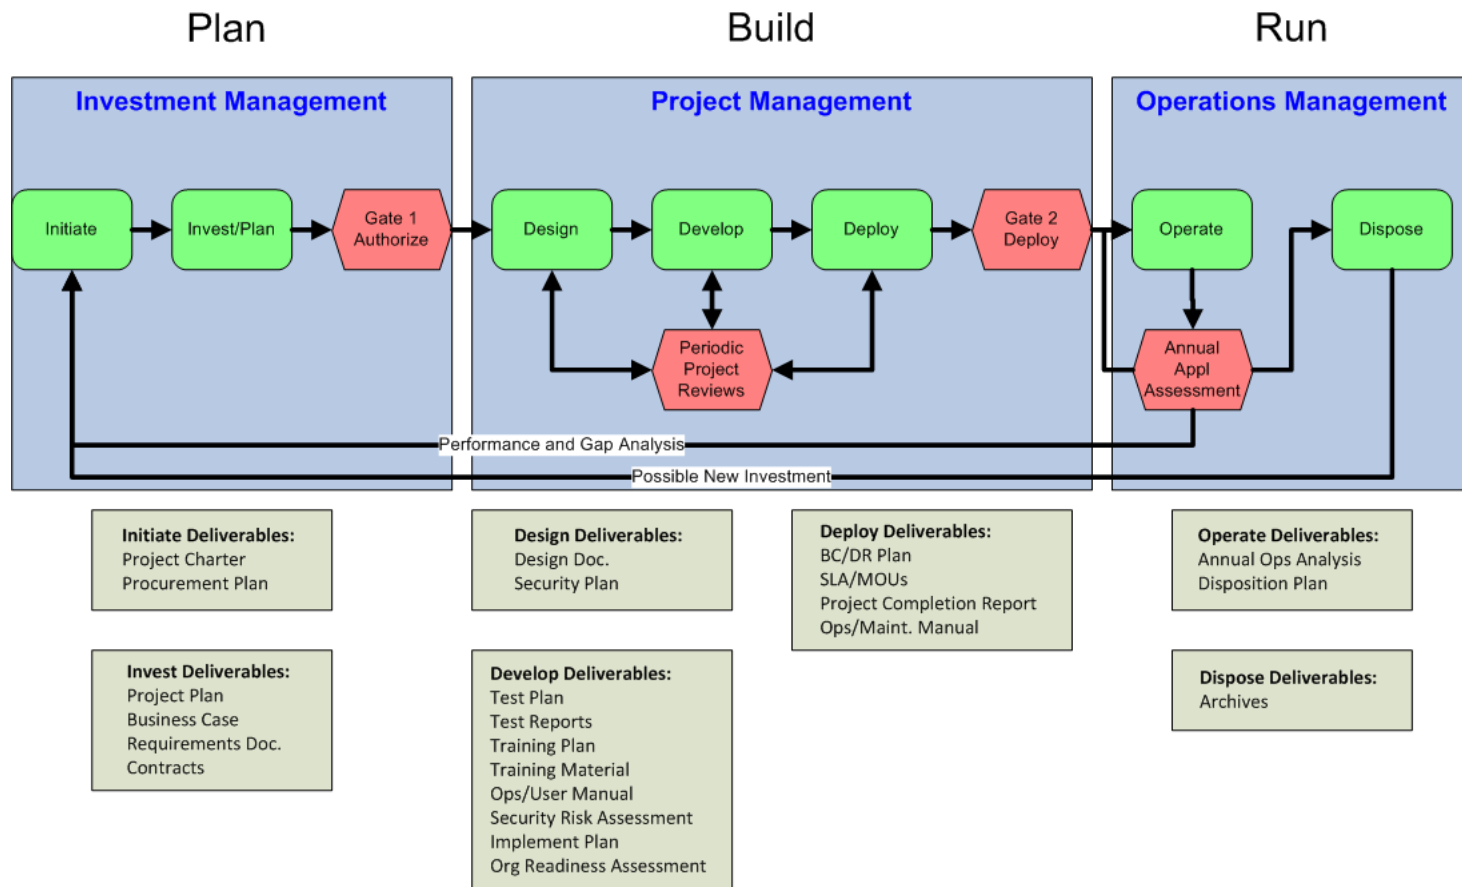 Plan
Build
Run
Investment Management
Project Management
Operations Management
Initiate
Invest/Plan
Gate 1
Authorize
Design
Develop
Deploy
Gate 2
Deploy
Operate
Dispose
Periodic
Project
Reviews
Annual
Appl
Assessment
Performance and Gap Analysis
Possible New Investment
Initiate Deliverables:
Project Charter
Procurement Plan
Invest Deliverables:
Project Plan
Business Case
Requirements Doc.
Contracts
Design Deliverables:
Design Doc.
Security Plan
Develop Deliverables:
Test Plan
Test Reports
Training Plan
Training Material
Ops/User Manual
Security Risk Assessment
Implement Plan
Org Readiness Assessment
Deploy Deliverables:
BC/DR Plan
SLA/MOUs
Project Completion Report
Ops/Maint. Manual
Operate Deliverables:
Annual Ops Analysis
Disposition Plan
Dispose Deliverables:
Archives